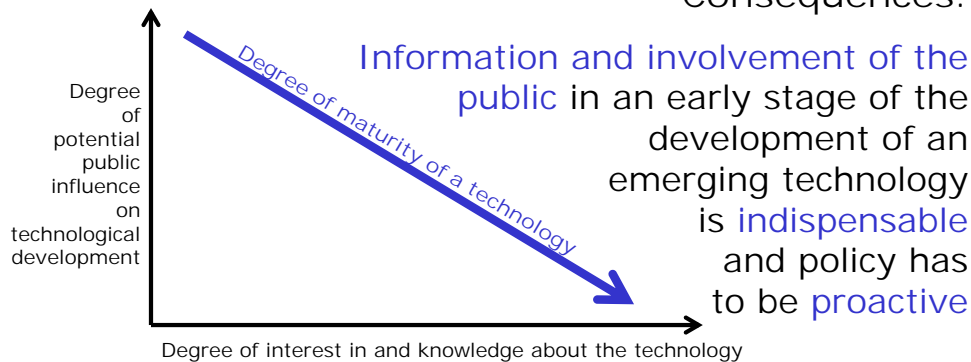 consequences:
Information and involvement of the
public in an early stage of the
development of an
emerging technology
is indispensable
and policy has
to be proactive
Degree
of
potential
public
influence
on
technological
development
Degree of maturity of a technology
Degree of interest in and knowledge about the technology